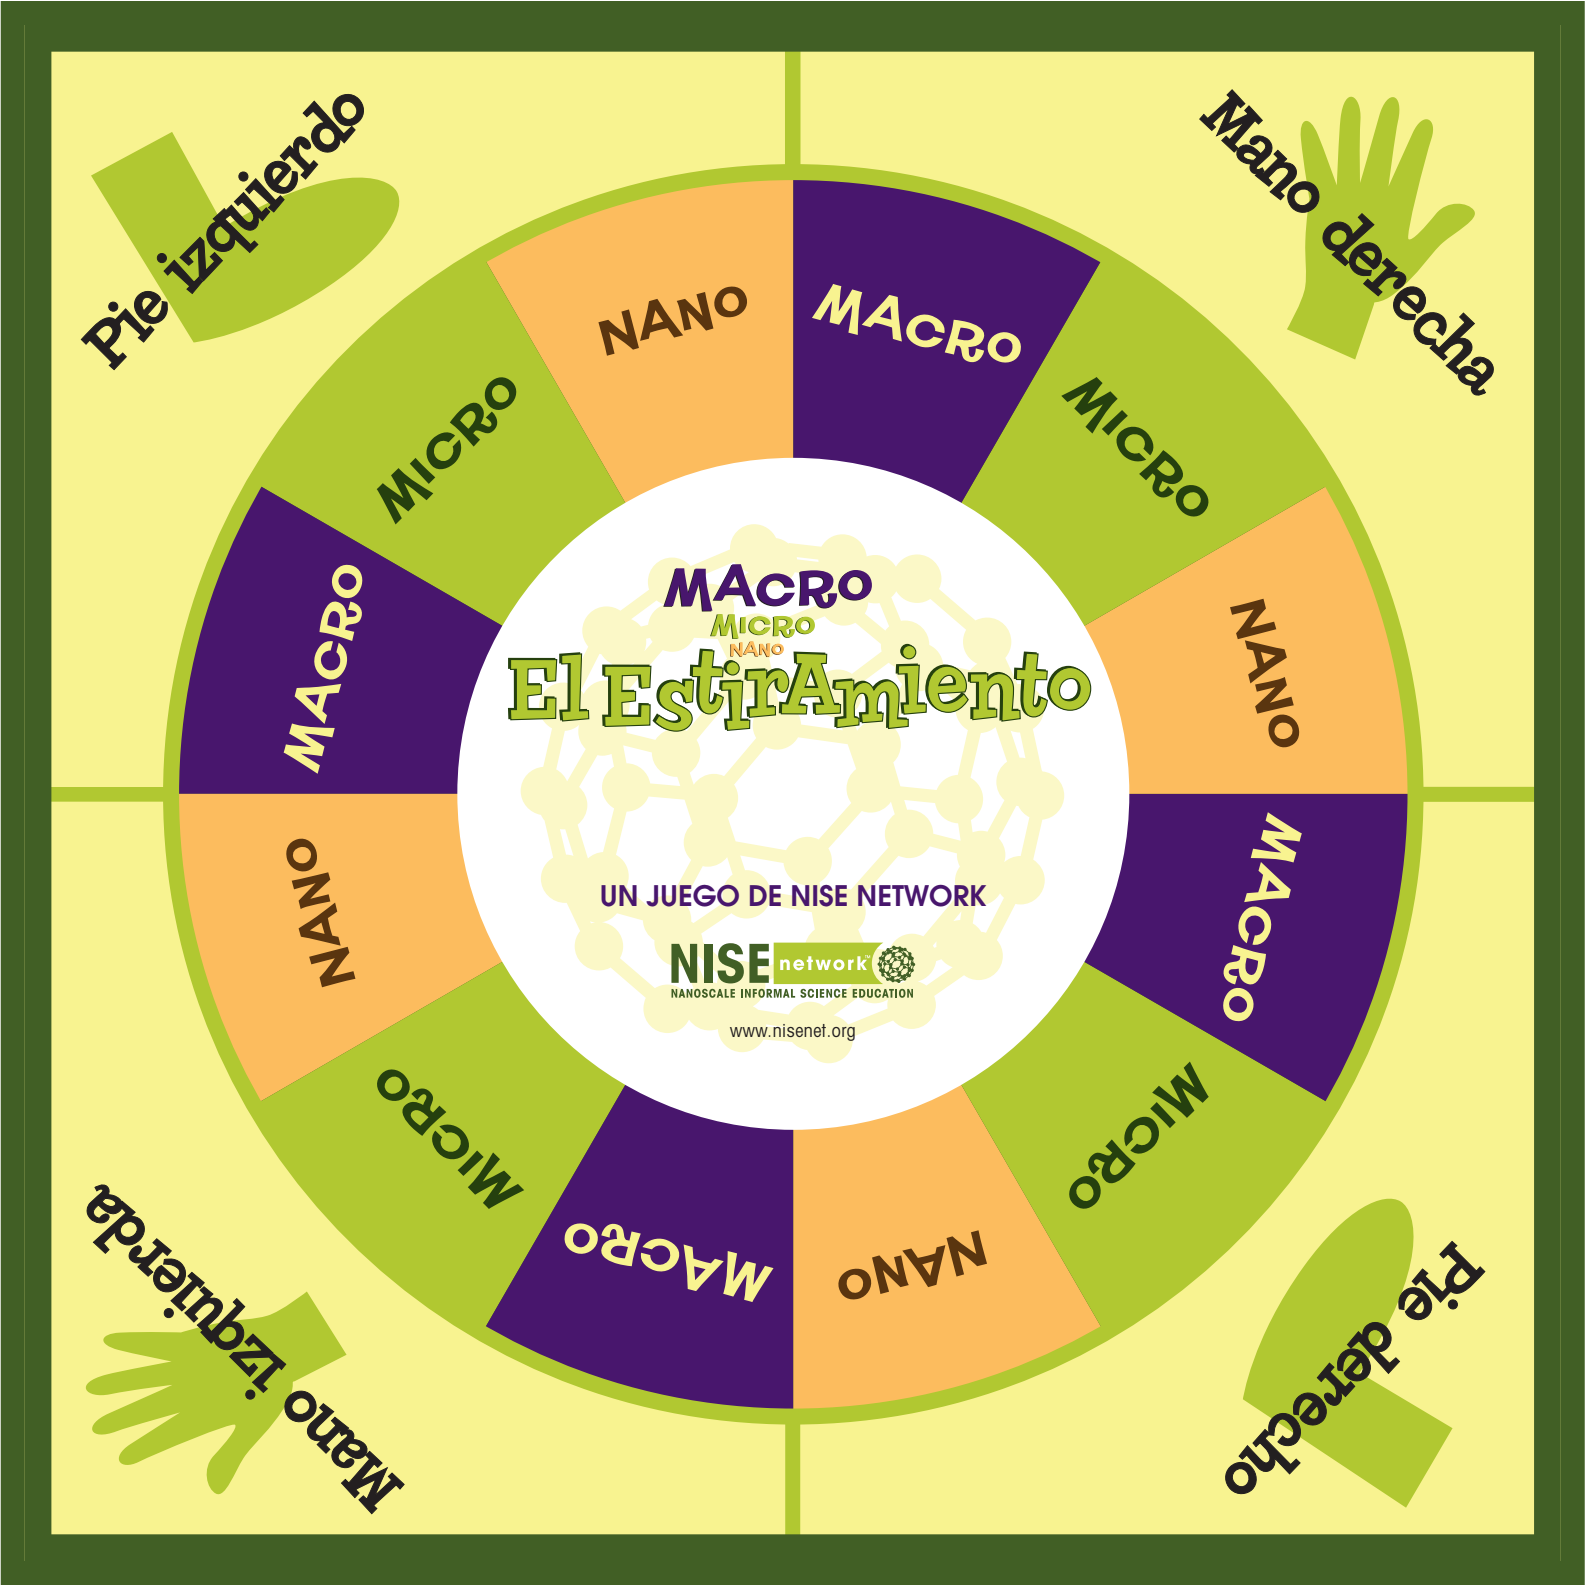 Pie izquierdo
Mano derecha
NANO
MACRO
MICRO
MICRO
NANO
MACRO
MACRO
MICRO
NANO
El EstirAmiento
MACRO
NANO
NANO
MACRO
UN JUEGO DE NISE NETWORK
NISE network™
NANOSCALE INFORMAL SCIENCE EDUCATION
www.nisenet.org
MICRO
MICRO
MACRO
NANO
Mano izquierda
Pie derecho